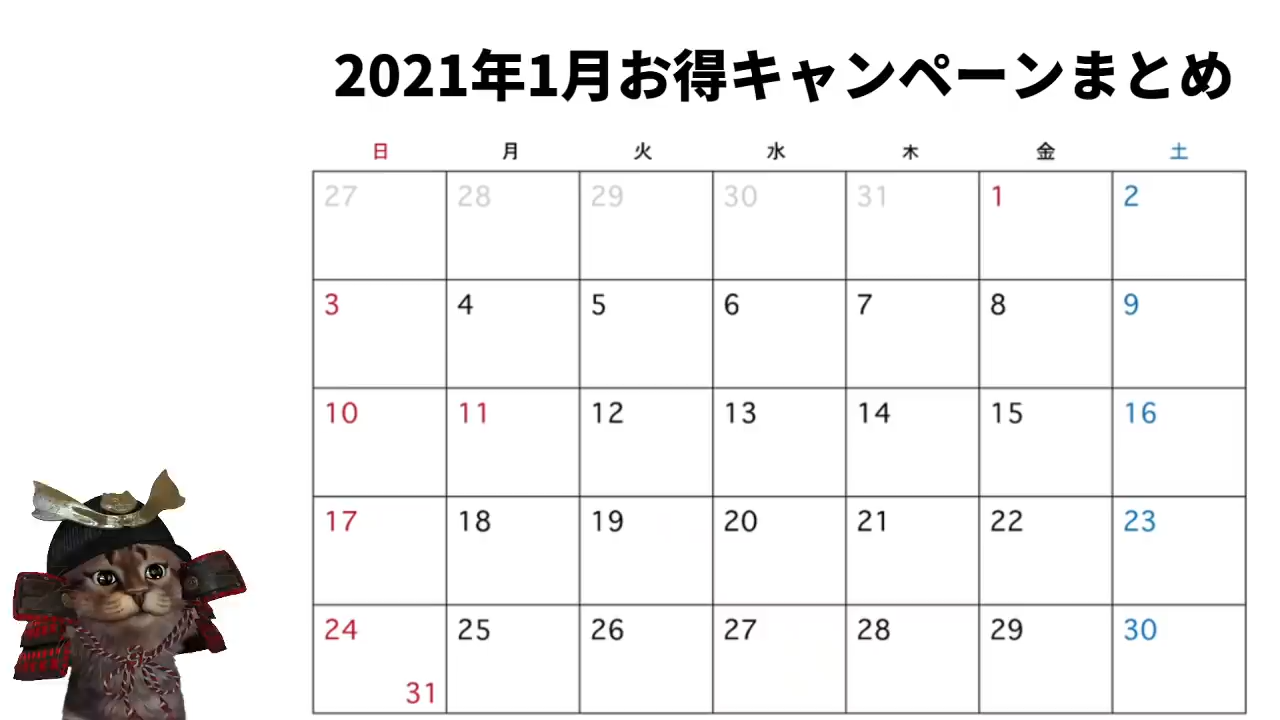 2021年1月お得キャンペーンまとめ
日 月 火 水 木 金 土
27 28 29 30 31 1 2
3 4 5 6 7 8 9
10 11 12 13 14 15 16
17 18 19 20 21 22 23
24 25 26 27 28 29 30
31